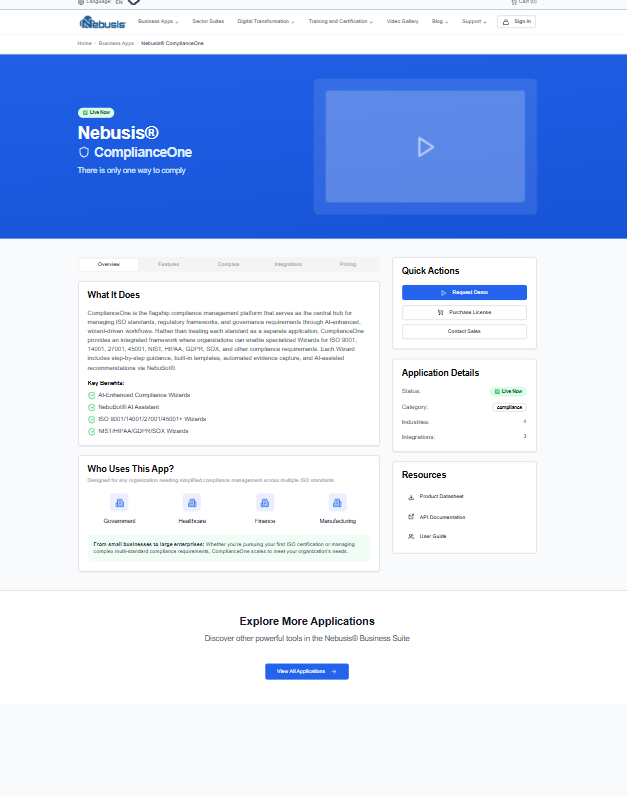 Language: EN
Cart (0)
Nebusis
Business Apps
Sector Suites
Digital Transformation
Training and Certification
Video Gallery
Blog
Support
Sign In
Home / Business Apps / Nebusis® ComplianceOne
Live Now
Nebusis®
ComplianceOne
There is only one way to comply
Overview
Features
Compare
Integrations
Pricing
What It Does
ComplianceOne is the flagship compliance management platform that serves as the central hub for
managing ISO standards, regulatory frameworks, and governance requirements through AI-enhanced,
wizard-driven workflows. Rather than treating each standard as a separate application, ComplianceOne
provides an integrated framework where organizations can enable specialized Wizards for ISO 9001,
14001, 27001, 45001, NIST, HIPAA, GDPR, SOX, and other compliance requirements. Each Wizard
includes step-by-step guidance, built-in templates, automated evidence capture, and AI-assisted
recommendations via NebuBot®.
Key Benefits:
AI-Enhanced Compliance Wizards
NebuBot® AI Assistant
ISO 9001/14001/27001/45001+ Wizards
NIST/HIPAA/GDPR/SOX Wizards
Who Uses This App?
Designed for any organization needing simplified compliance management across multiple ISO standards
Government
Healthcare
Finance
Manufacturing
From small businesses to large enterprises: Whether you're pursuing your first ISO certification or managing
complex multi-standard compliance requirements, ComplianceOne scales to meet your organization's needs.
Quick Actions
Request Demo
Purchase License
Contact Sales
Application Details
Status: Live Now
Category: compliance
Industries: 4
Integrations: 3
Resources
Product Datasheet
API Documentation
User Guide
Explore More Applications
Discover other powerful tools in the Nebusis® Business Suite
View All Applications →